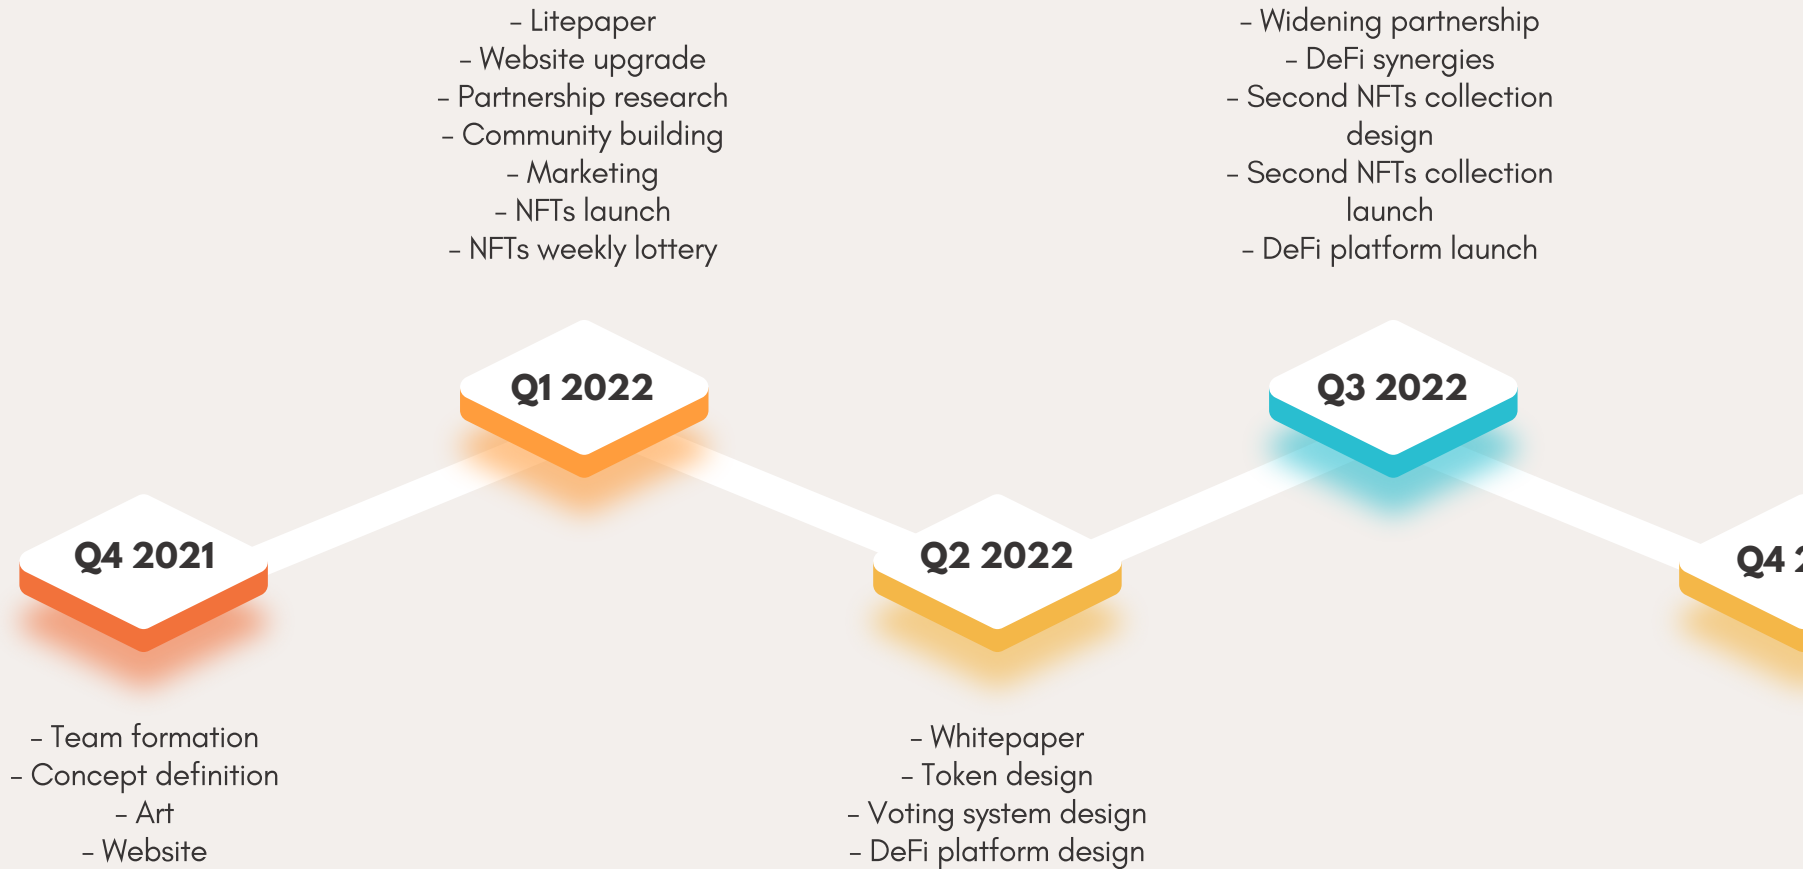 - Litepaper
- Website upgrade
- Partnership research
- Community building
- Marketing
- NFTs launch
- NFTs weekly lottery
- Widening partnership
- DeFi synergies
- Second NFTs collection
design
- Second NFTs collection
launch
- DeFi platform launch
Q1 2022
Q3 2022
Q4 2021
Q2 2022
Q4
- Team formation
- Concept definition
- Art
- Website
- Whitepaper
- Token design
- Voting system design
- DeFi platform design